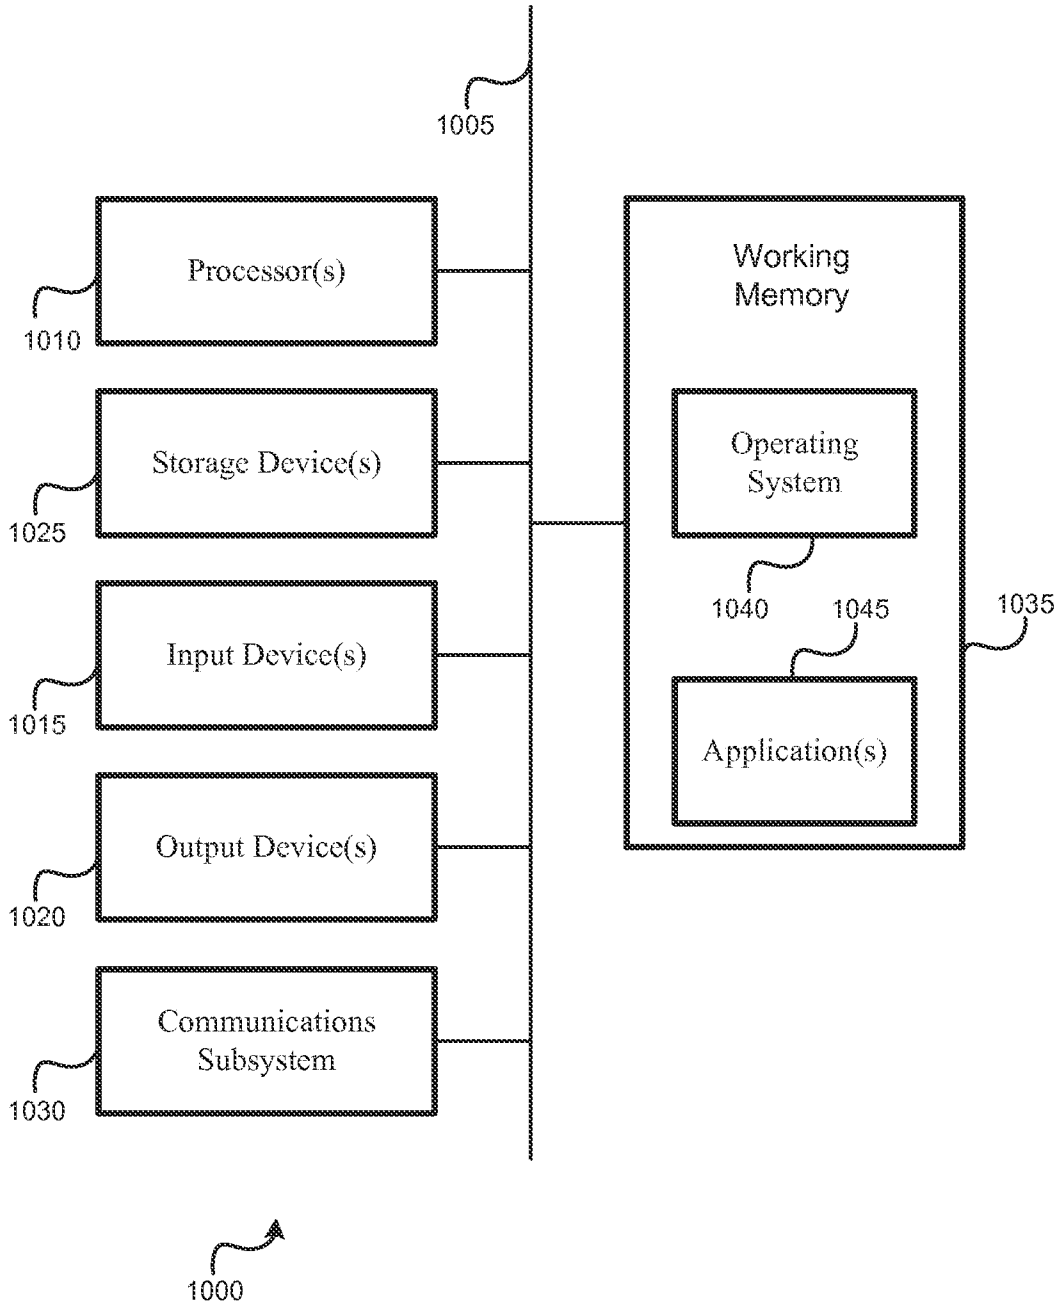 1005
Processor(s)
1010
Storage Device(s)
1025
Input Device(s)
1015
Output Device(s)
1020
Communications
Subsystem
1030
Working
Memory
Operating
System
1040
1045
1035
Application(s)
1000